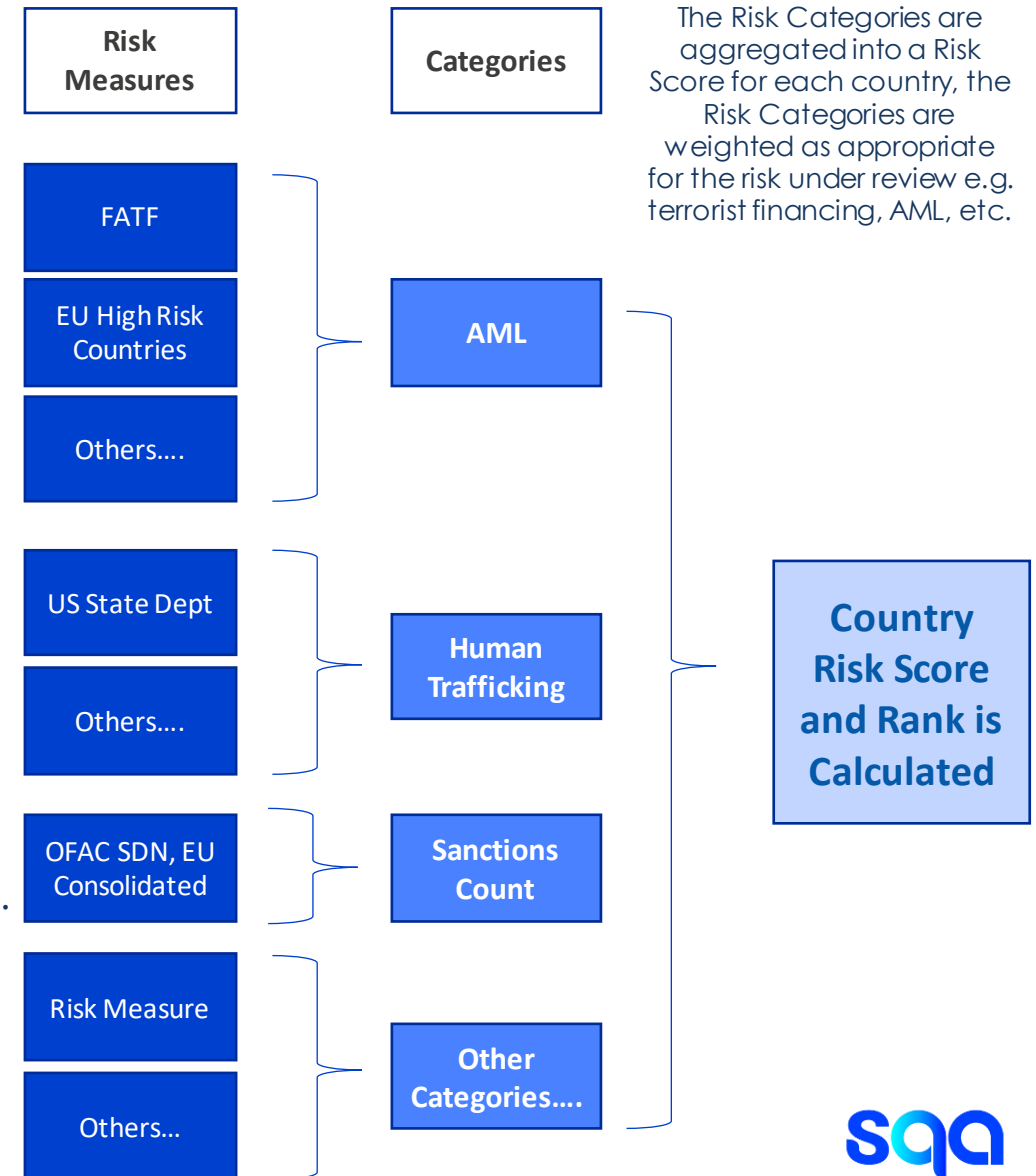 Risk
Measures
Categories
The Risk Categories are
aggregated into a Risk
Score for each country, the
Risk Categories are
weighted as appropriate
for the risk under review e.g.
terrorist financing, AML, etc.
FATF
EU High Risk
Countries
Others....
AML
US State Dept
Others....
Human
Trafficking
OFAC SDN, EU
Consolidated
.
Sanctions
Count
Risk Measure
Others...
Other
Categories....
Country
Risk Score
and Rank is
Calculated
sqa